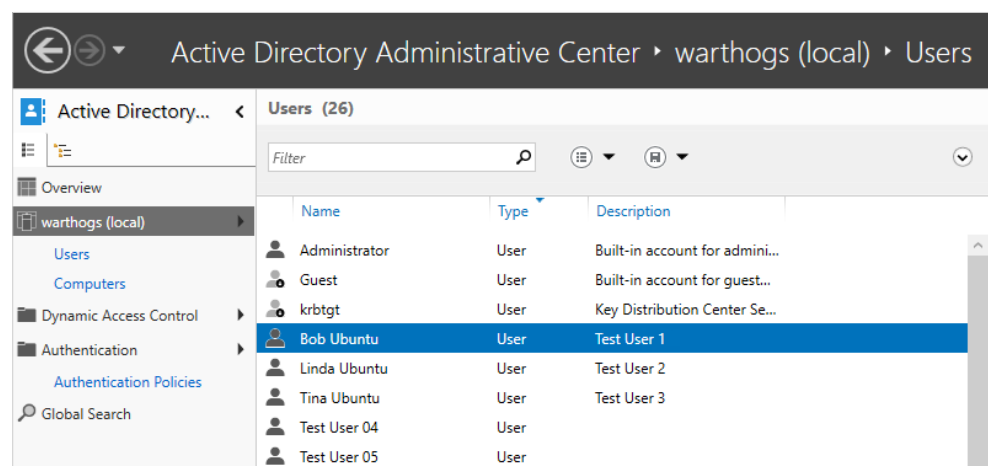 Active Directory Administrative Center ‣ warthogs (local) ‣ Users
Active Directory...
Users (26)
Filter
Overview
warthogs (local)
Users
Computers
Dynamic Access Control
Authentication
Authentication Policies
Global Search
Name Type Description
Administrator User Built-in account for admini...
Guest User Built-in account for guest...
krbtgt User Key Distribution Center Se...
Bob Ubuntu User Test User 1
Linda Ubuntu User Test User 2
Tina Ubuntu User Test User 3
Test User 04 User
Test User 05 User